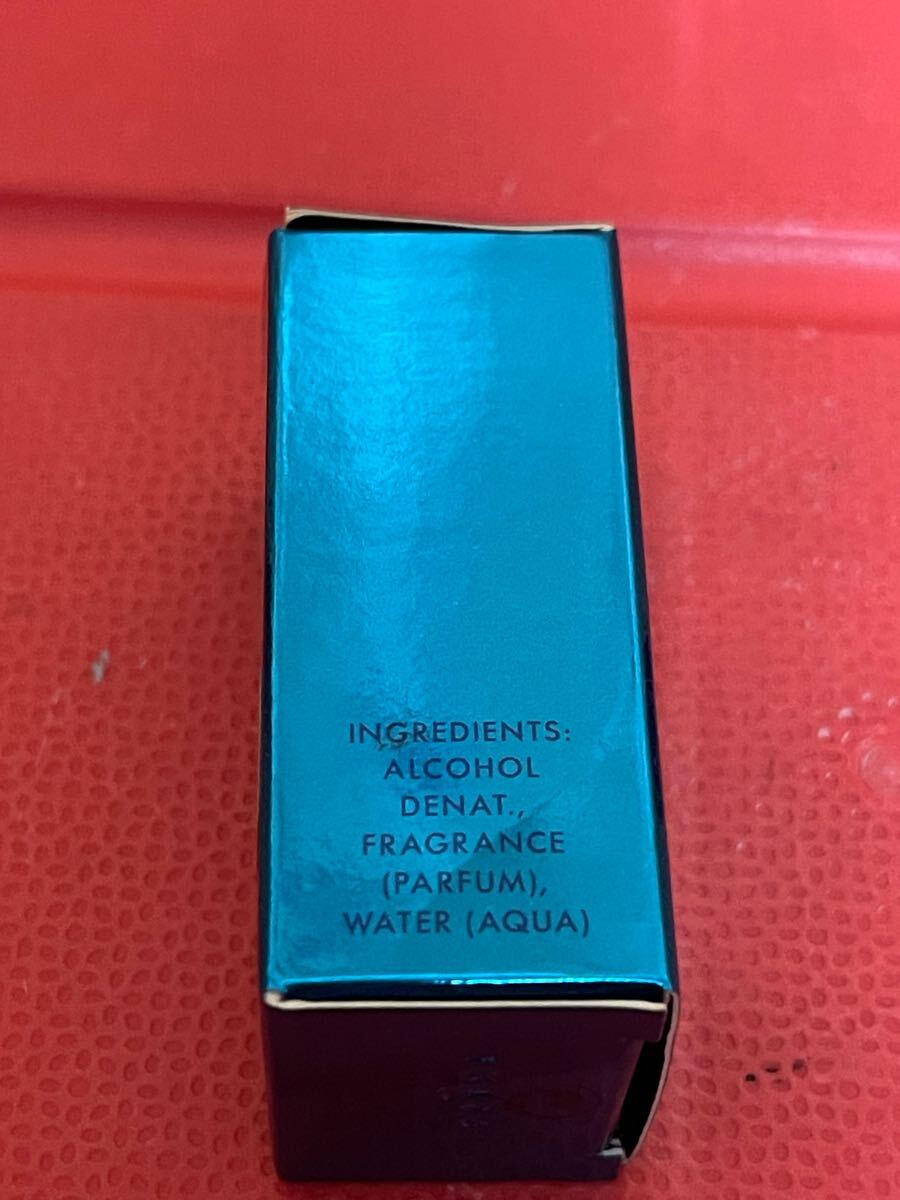 INGREDIENTS:
ALCOHOL
DENAT.,
FRAGRANCE
(PARFUM),
WATER (AQUA)